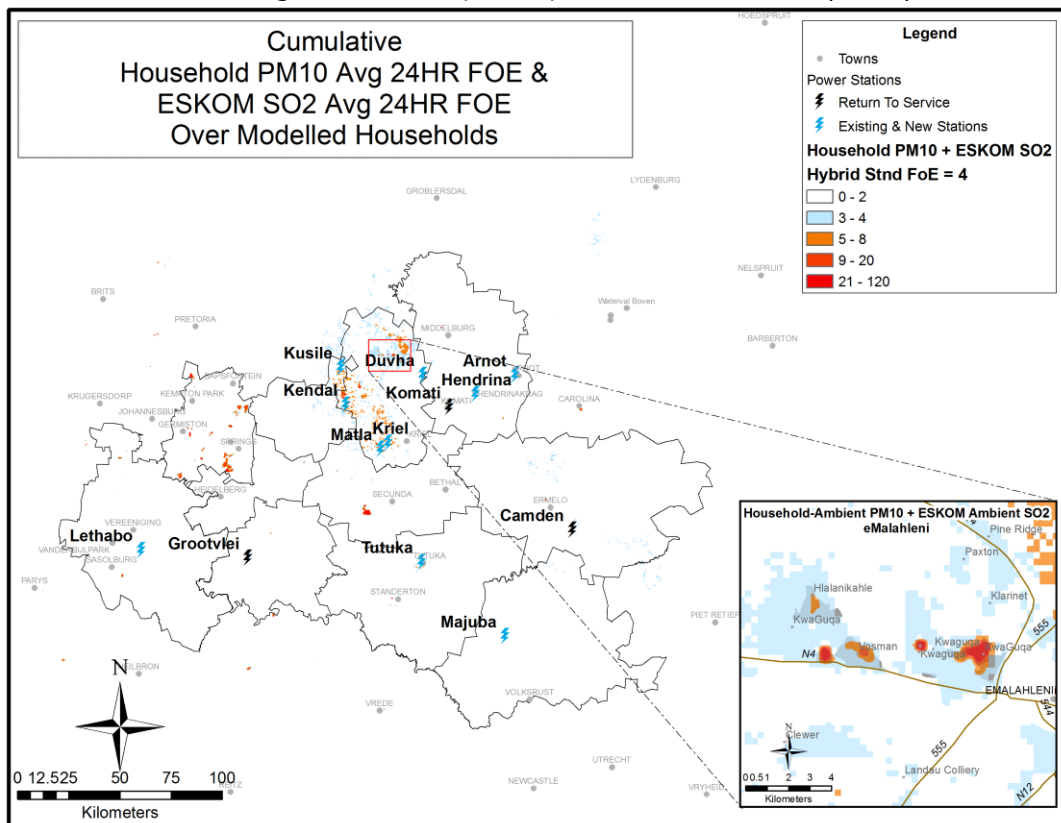 Cumulative
Household PM10 Avg 24HR FOE &
ESKOM SO2 Avg 24HR FOE
Over Modelled Households
Legend
Towns
Power Stations
Return To Service
Existing & New Stations
Household PM10 + ESKOM SO2
Hybrid Stnd FoE = 4
0 - 2
3 - 4
5 - 8
9 - 20
21 - 120
HOEDSPRUIT
LYDENBURG
GROBLERSDAL
NELSPRUIT
BRITS
Waterval Boven
PRETORIA
MIDDELBURG
BARBERTON
Kusile
Duvha
Arnot
Hendrina
Kendal
Komati
KOMATI
HENDRINAKRAG
CAROLINA
KEMPTON PARK
KRUGERSDORP
JOHANNESBURG
GERMISTON
SPRINGS
Matla
Kriel
BETHAL
SECUNDA
HEIDELBERG
ERMELO
Camden
VEREENIGING
Lethabo
VANDERBIJLPARK
SASOLBURG
Grootvlei
Tutuka
TUTUKA
PARYS
STANDERTON
Majuba
PIET RETIEF
VOLKSRUST
VREDE
UTRECHT
NEWCASTLE
VRYHEID
N
0 12.525 50 75 100
Kilometers
Household-Ambient PM10 + ESKOM Ambient SO2
eMalahleni
Pine Ridge
Paxton
Hlalanikahle
Klarinet
KwaGuqa
555
Vosman
Kwaguqa
Kwaguqa
KwaGuqa
N4
EMALAHLENI
544
Clewer
N
555
Landau Colliery
N12
0 0.5 1 2 3 4
Kilometers